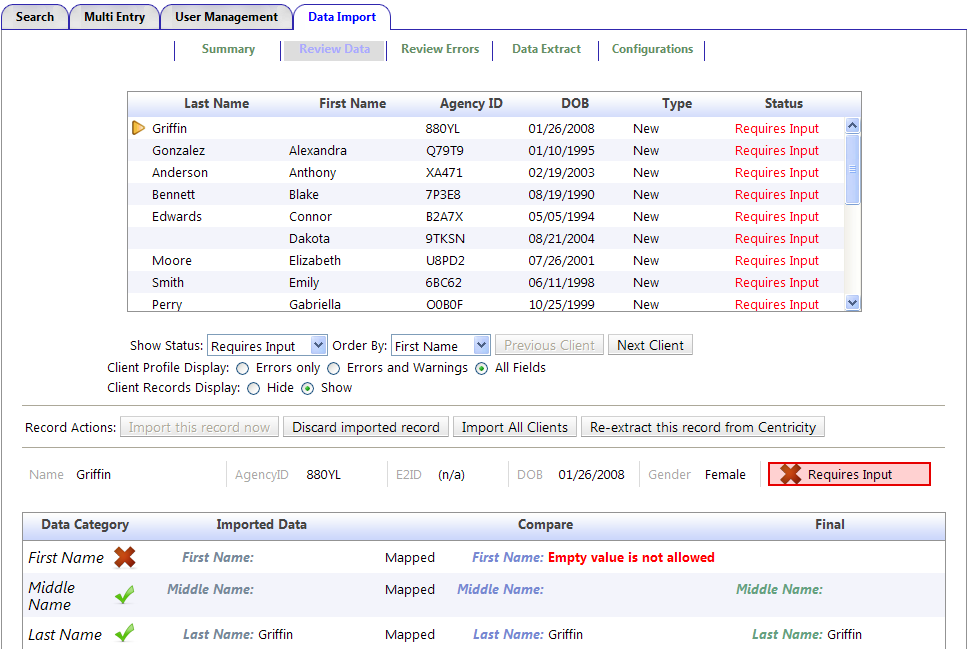 Search Multi Entry User Management Data Import
Summary Review Data Review Errors Data Extract Configurations
Last Name First Name Agency ID DOB Type Status
Griffin 880YL 01/26/2008 New Requires Input
Gonzalez Alexandra Q79T9 01/10/1995 New Requires Input
Anderson Anthony XA471 02/19/2003 New Requires Input
Bennett Blake 7P3E8 08/19/1990 New Requires Input
Edwards Connor B2A7X 05/05/1994 New Requires Input
Dakota 9TKSN 08/21/2004 New Requires Input
Moore Elizabeth U8PD2 07/26/2001 New Requires Input
Smith Emily 6BC62 06/11/1998 New Requires Input
Perry Gabriella O0B0F 10/25/1999 New Requires Input
Show Status: Requires Input Order By: First Name Previous Client Next Client
Client Profile Display: Errors only Errors and Warnings All Fields
Client Records Display: Hide Show
Record Actions: Import this record now Discard imported record Import All Clients Re-extract this record from Centricity
Name Griffin AgencyID 880YL E2ID (n/a) DOB 01/26/2008 Gender Female Requires Input
Data Category Imported Data Compare Final
First Name First Name: Mapped First Name: Empty value is not allowed
Middle Name Middle Name: Mapped Middle Name: Middle Name:
Last Name Last Name: Griffin Mapped Last Name: Griffin Last Name: Griffin